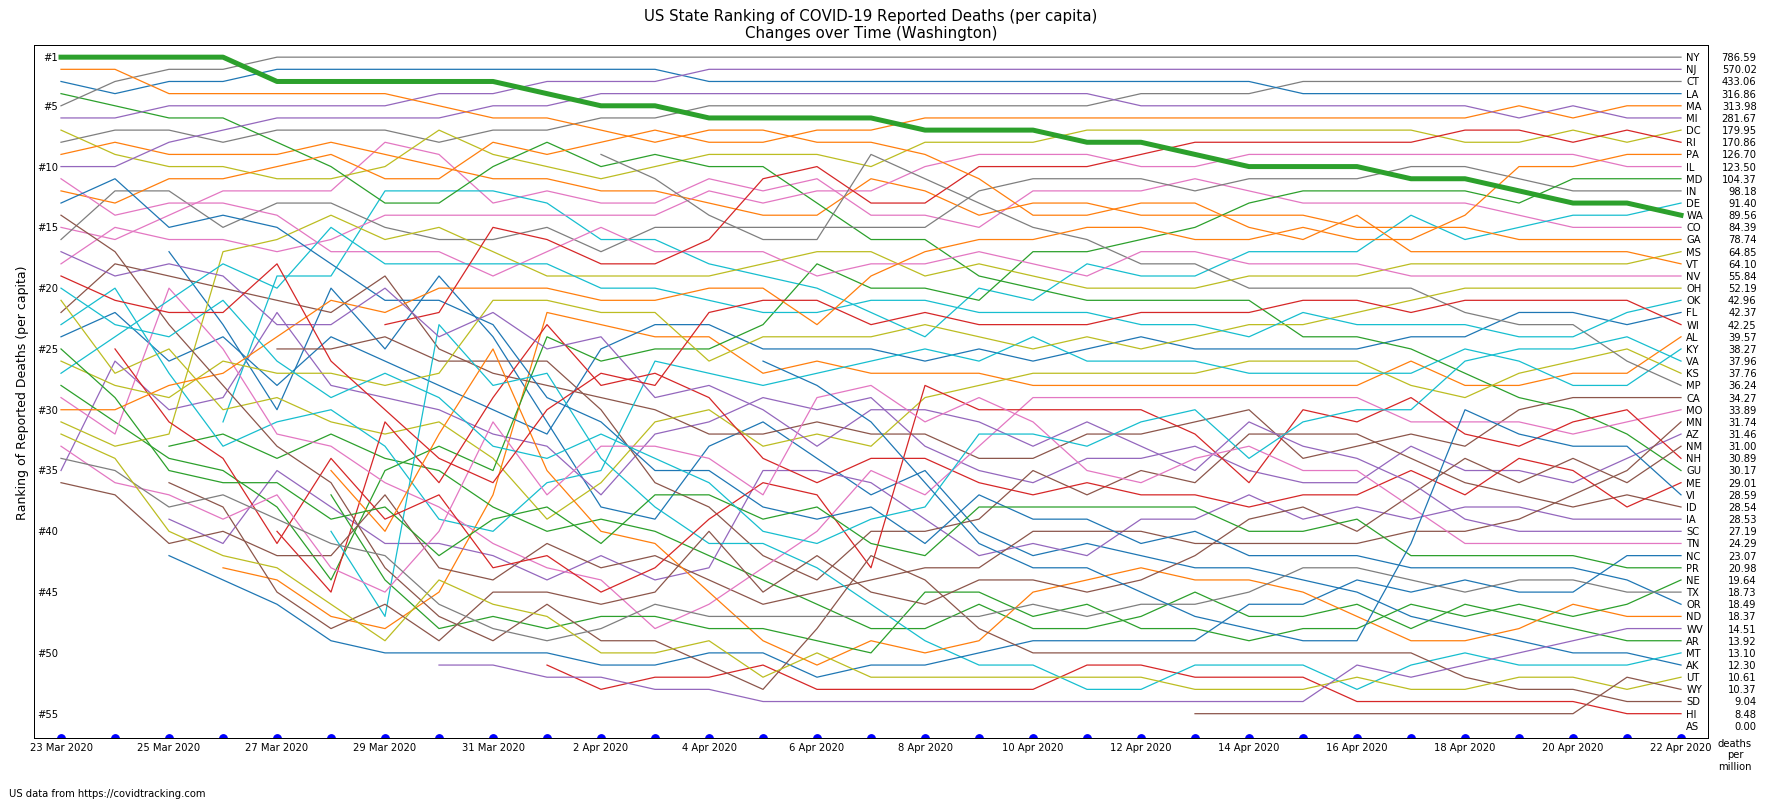 US State Ranking of COVID-19 Reported Deaths (per capita)
Changes over Time (Washington)
Ranking of Reported Deaths (per capita)
#1
#5
#10
#15
#20
#25
#30
#35
#40
#45
#50
#55
NY 786.59
NJ 570.02
CT 433.06
LA 316.86
MA 313.98
MI 281.67
DC 179.95
RI 170.86
PA 126.70
IL 123.50
MD 104.37
IN 98.18
DE 91.40
WA 89.56
CO 84.39
GA 78.74
MS 64.85
VT 64.10
NV 55.84
OH 52.19
OK 42.96
FL 42.37
WI 42.25
AL 39.57
KY 38.27
VA 37.96
KS 37.76
MP 36.24
CA 34.27
MO 33.89
MN 31.74
AZ 31.46
NM 31.00
NH 30.89
GU 30.17
ME 29.01
VI 28.59
ID 28.54
IA 28.53
SC 27.19
TN 24.29
NC 23.07
PR 20.98
NE 19.64
TX 18.73
OR 18.49
ND 18.37
WV 14.51
AR 13.92
MT 13.10
AK 12.30
UT 10.61
WY 10.37
SD 9.04
HI 8.48
AS 0.00
23 Mar 2020 25 Mar 2020 27 Mar 2020 29 Mar 2020 31 Mar 2020 2 Apr 2020 4 Apr 2020 6 Apr 2020 8 Apr 2020 10 Apr 2020 12 Apr 2020 14 Apr 2020 16 Apr 2020 18 Apr 2020 20 Apr 2020 22 Apr 2020
deaths
per
million
US data from https://covidtracking.com